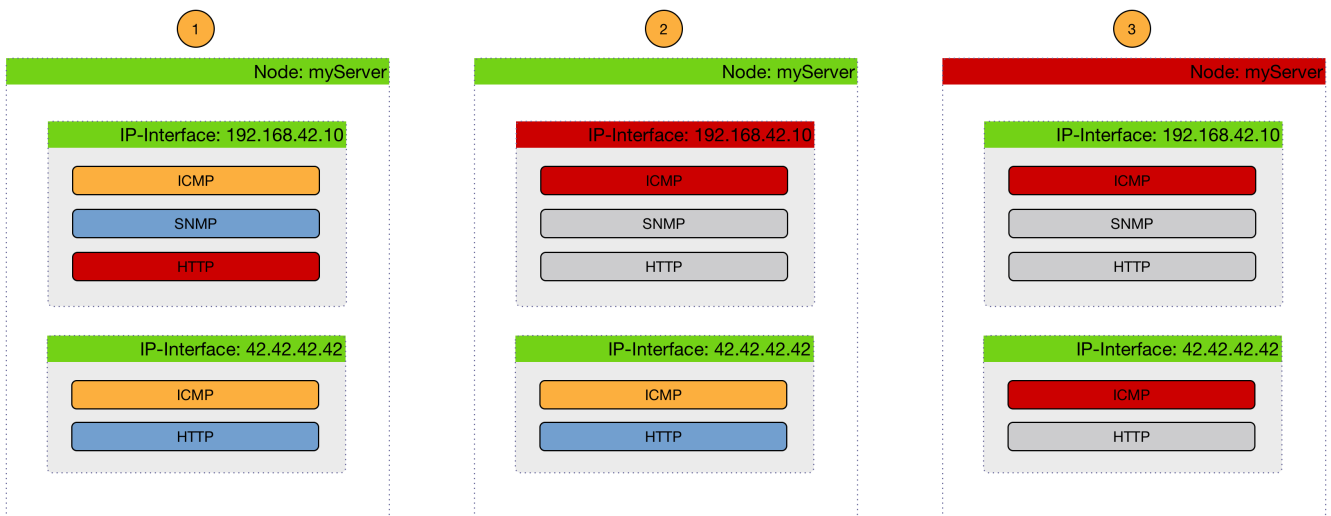 1
Node: myServer
IP-Interface: 192.168.42.10
ICMP
SNMP
HTTP
IP-Interface: 42.42.42.42
ICMP
HTTP
2
Node: myServer
IP-Interface: 192.168.42.10
ICMP
SNMP
HTTP
IP-Interface: 42.42.42.42
ICMP
HTTP
3
Node: myServer
IP-Interface: 192.168.42.10
ICMP
SNMP
HTTP
IP-Interface: 42.42.42.42
ICMP
HTTP